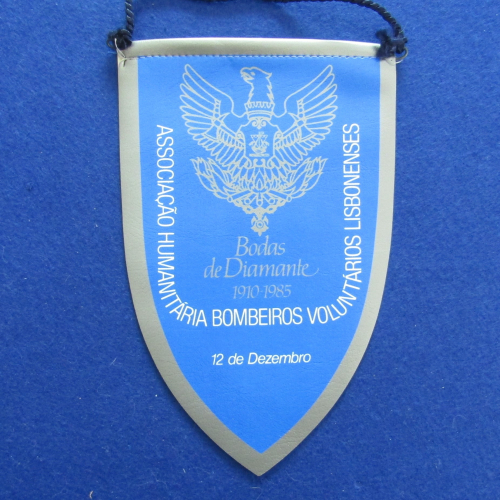 ASSOCIAÇÃO HUMANITÁRIA BOMBEIROS VOLUNTÁRIOS LISBONENSES
Bodas
de Diamante
1910-1985
12 de Dezembro